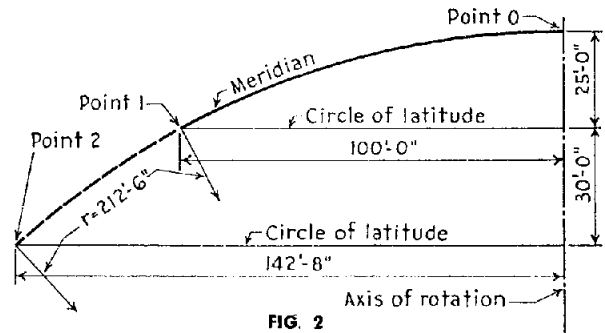 Point 0
Meridian
25'-0"
Point 1
Circle of latitude
Point 2
100'-0"
30'-0"
r=212'-6"
Circle of latitude
142'-8"
Axis of rotation
FIG. 2